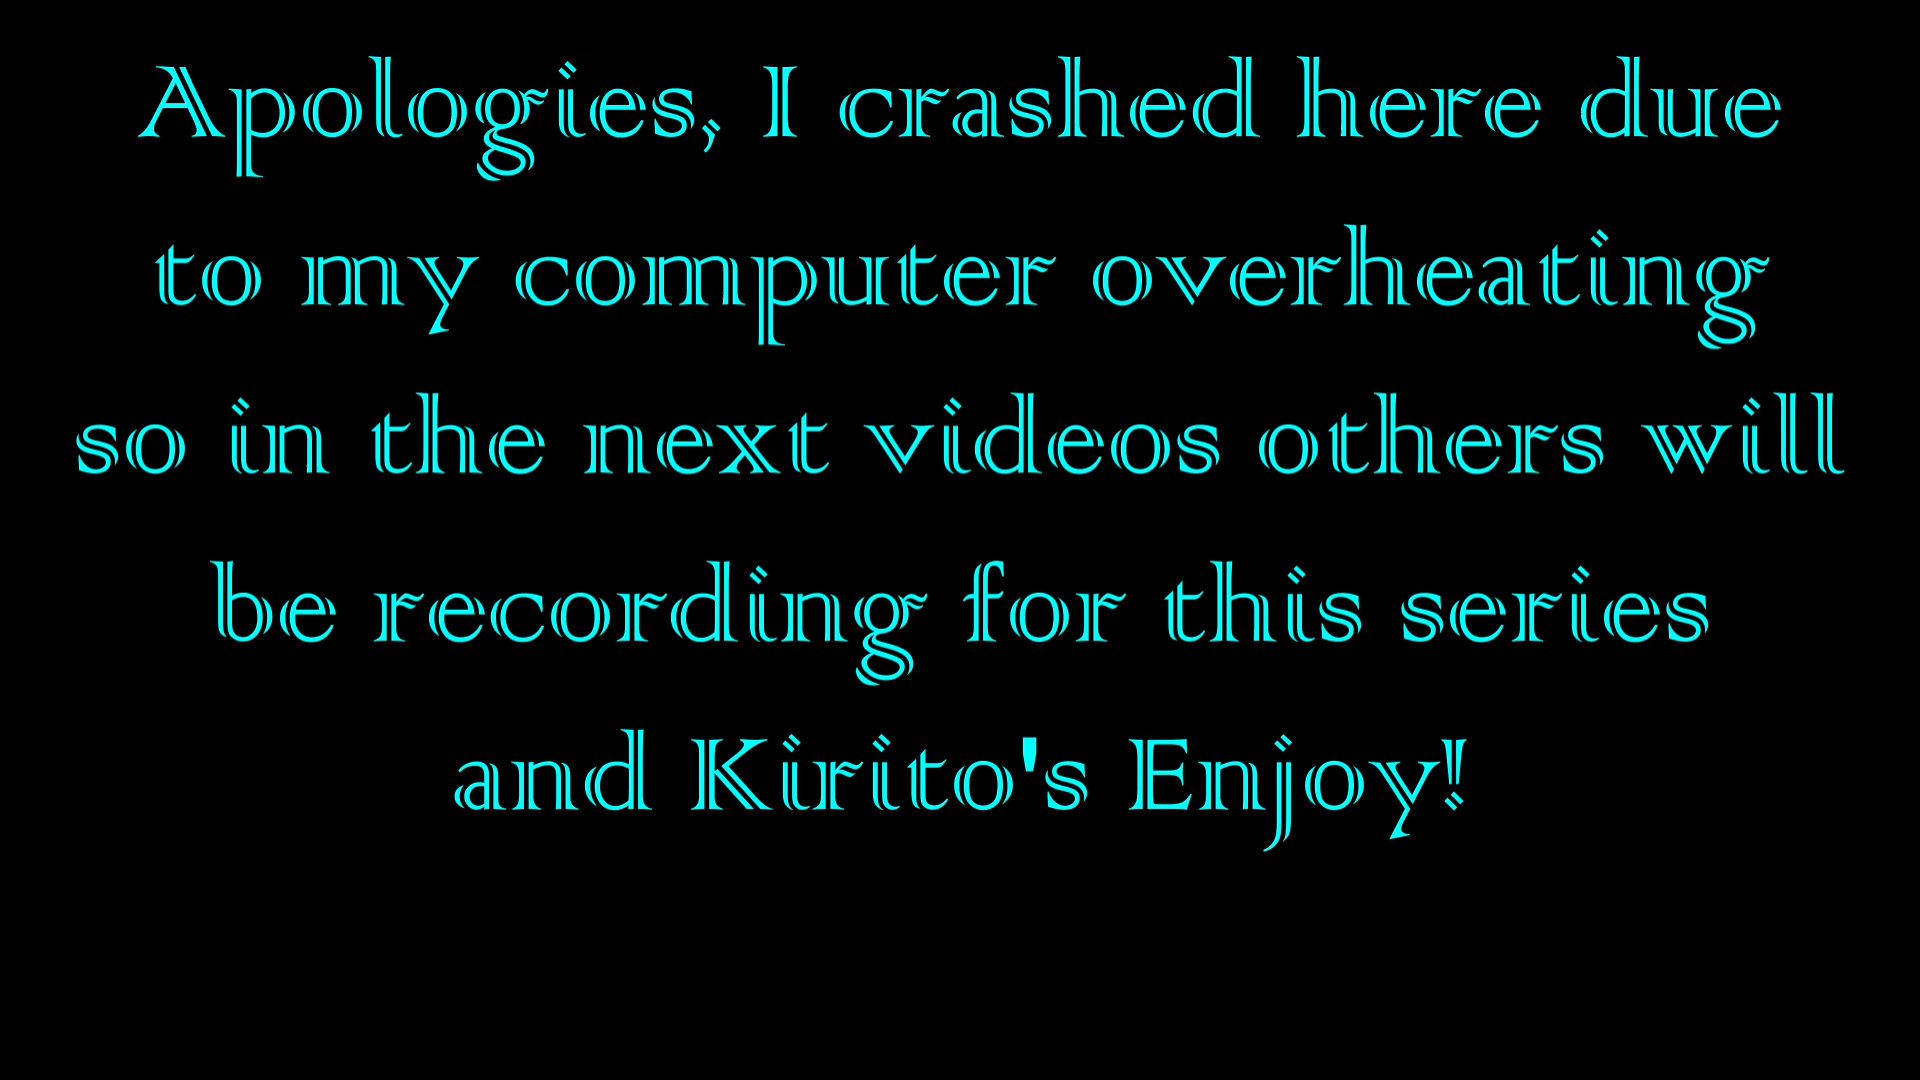 Apologies, I crashed here due
to my computer overheating
so in the next videos others will
be recording for this series
and Kirito's Enjoy!